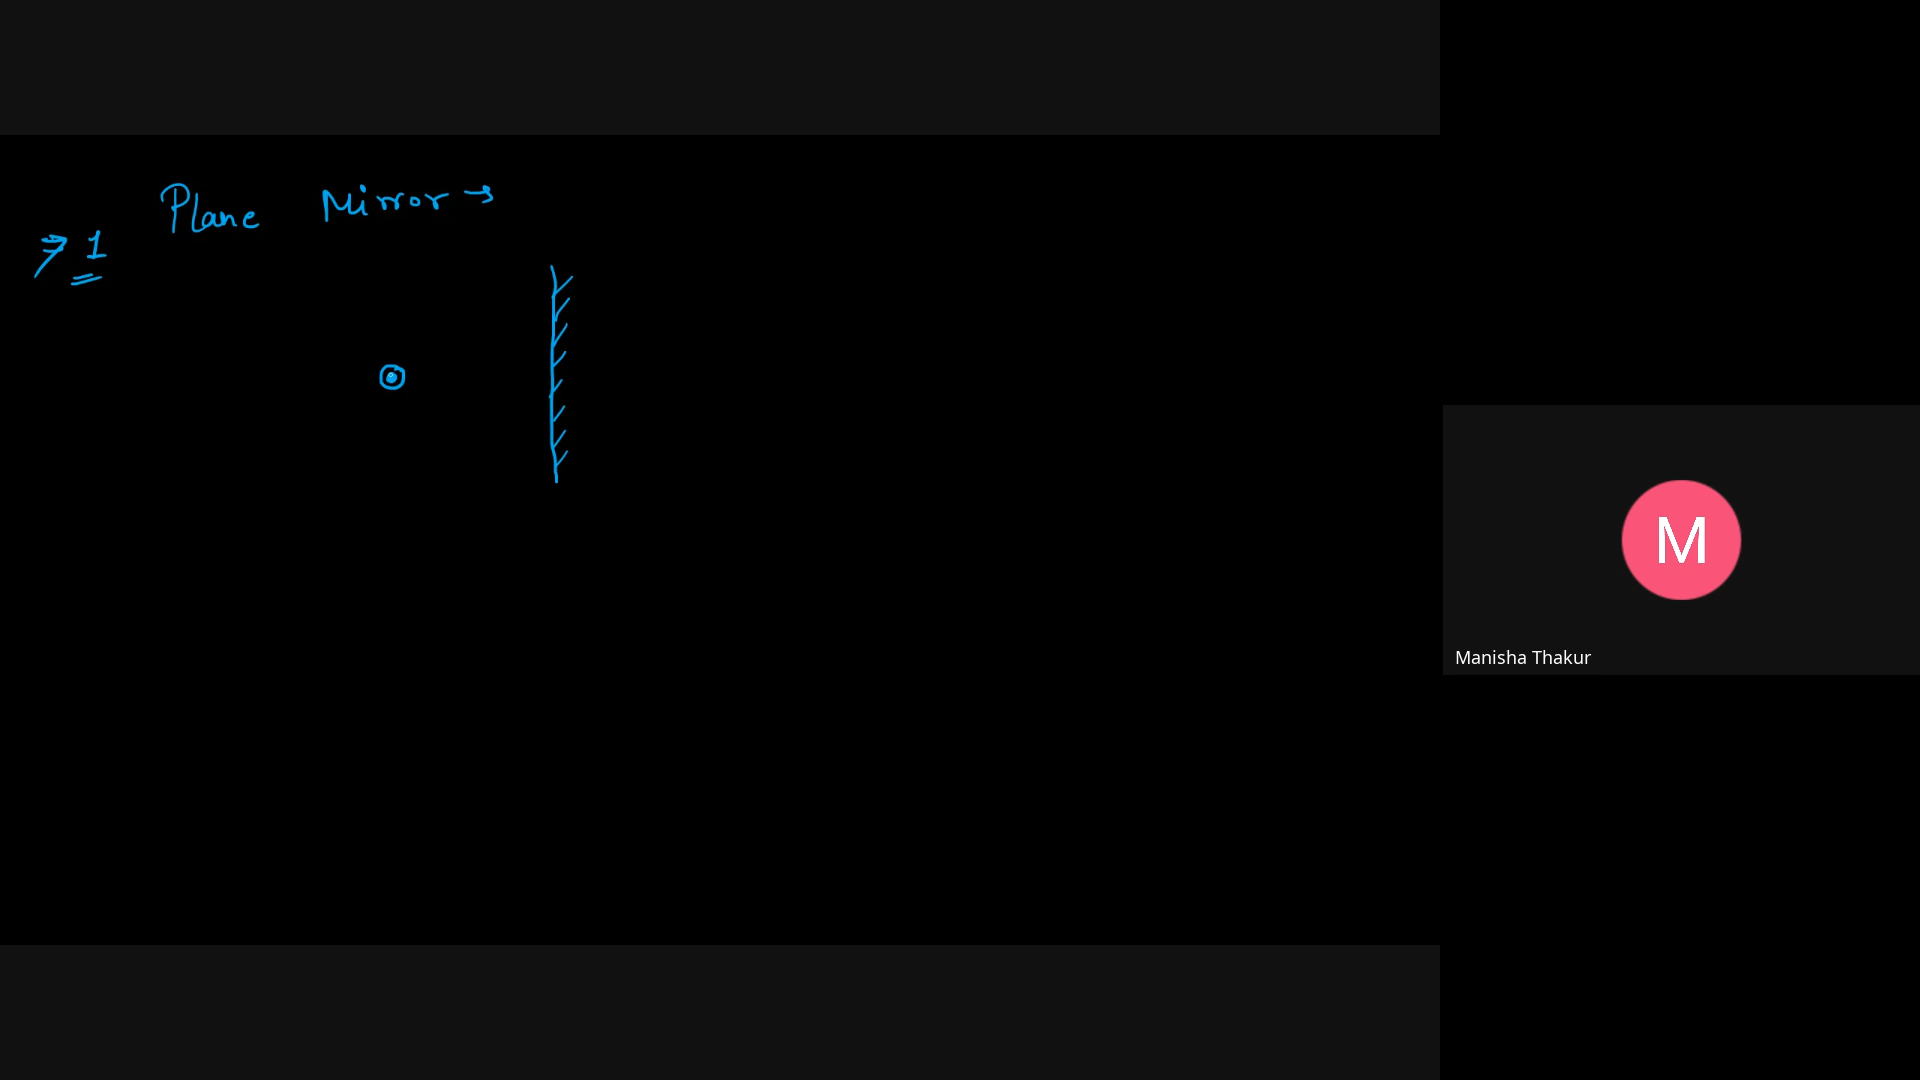 Plane Mirror →
⇒ 1
M
Manisha Thakur